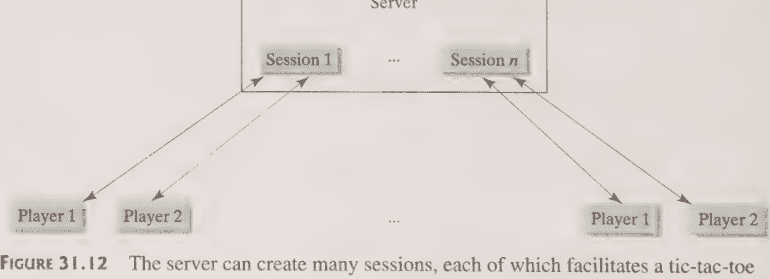 Server
Session 1 ... Session n
Player 1 Player 2 ... Player 1 Player 2
FIGURE 31.12 The server can create many sessions, each of which facilitates a tic-tac-toe